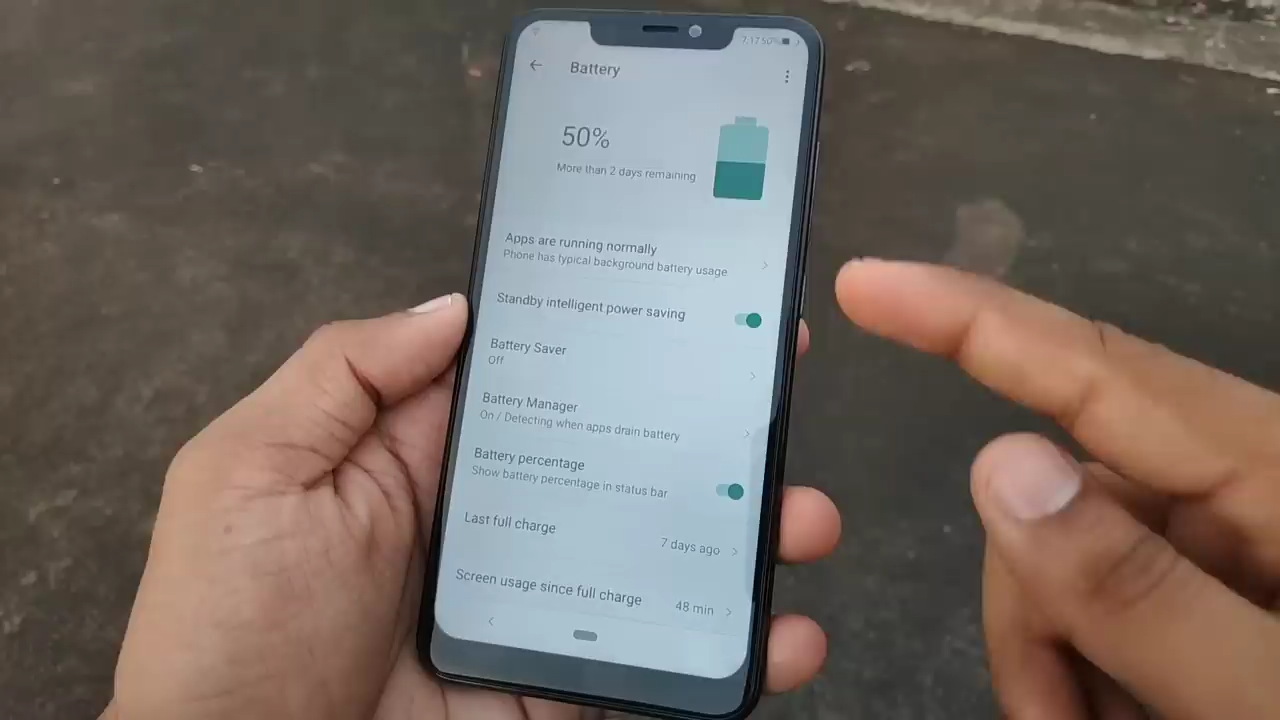 7:17 50%
Battery
50%
More than 2 days remaining
Apps are running normally
Phone has typical background battery usage
Standby intelligent power saving
Battery Saver
Off
Battery Manager
On / Detecting when apps drain battery
Battery percentage
Show battery percentage in status bar
Last full charge
7 days ago
Screen usage since full charge
48 min